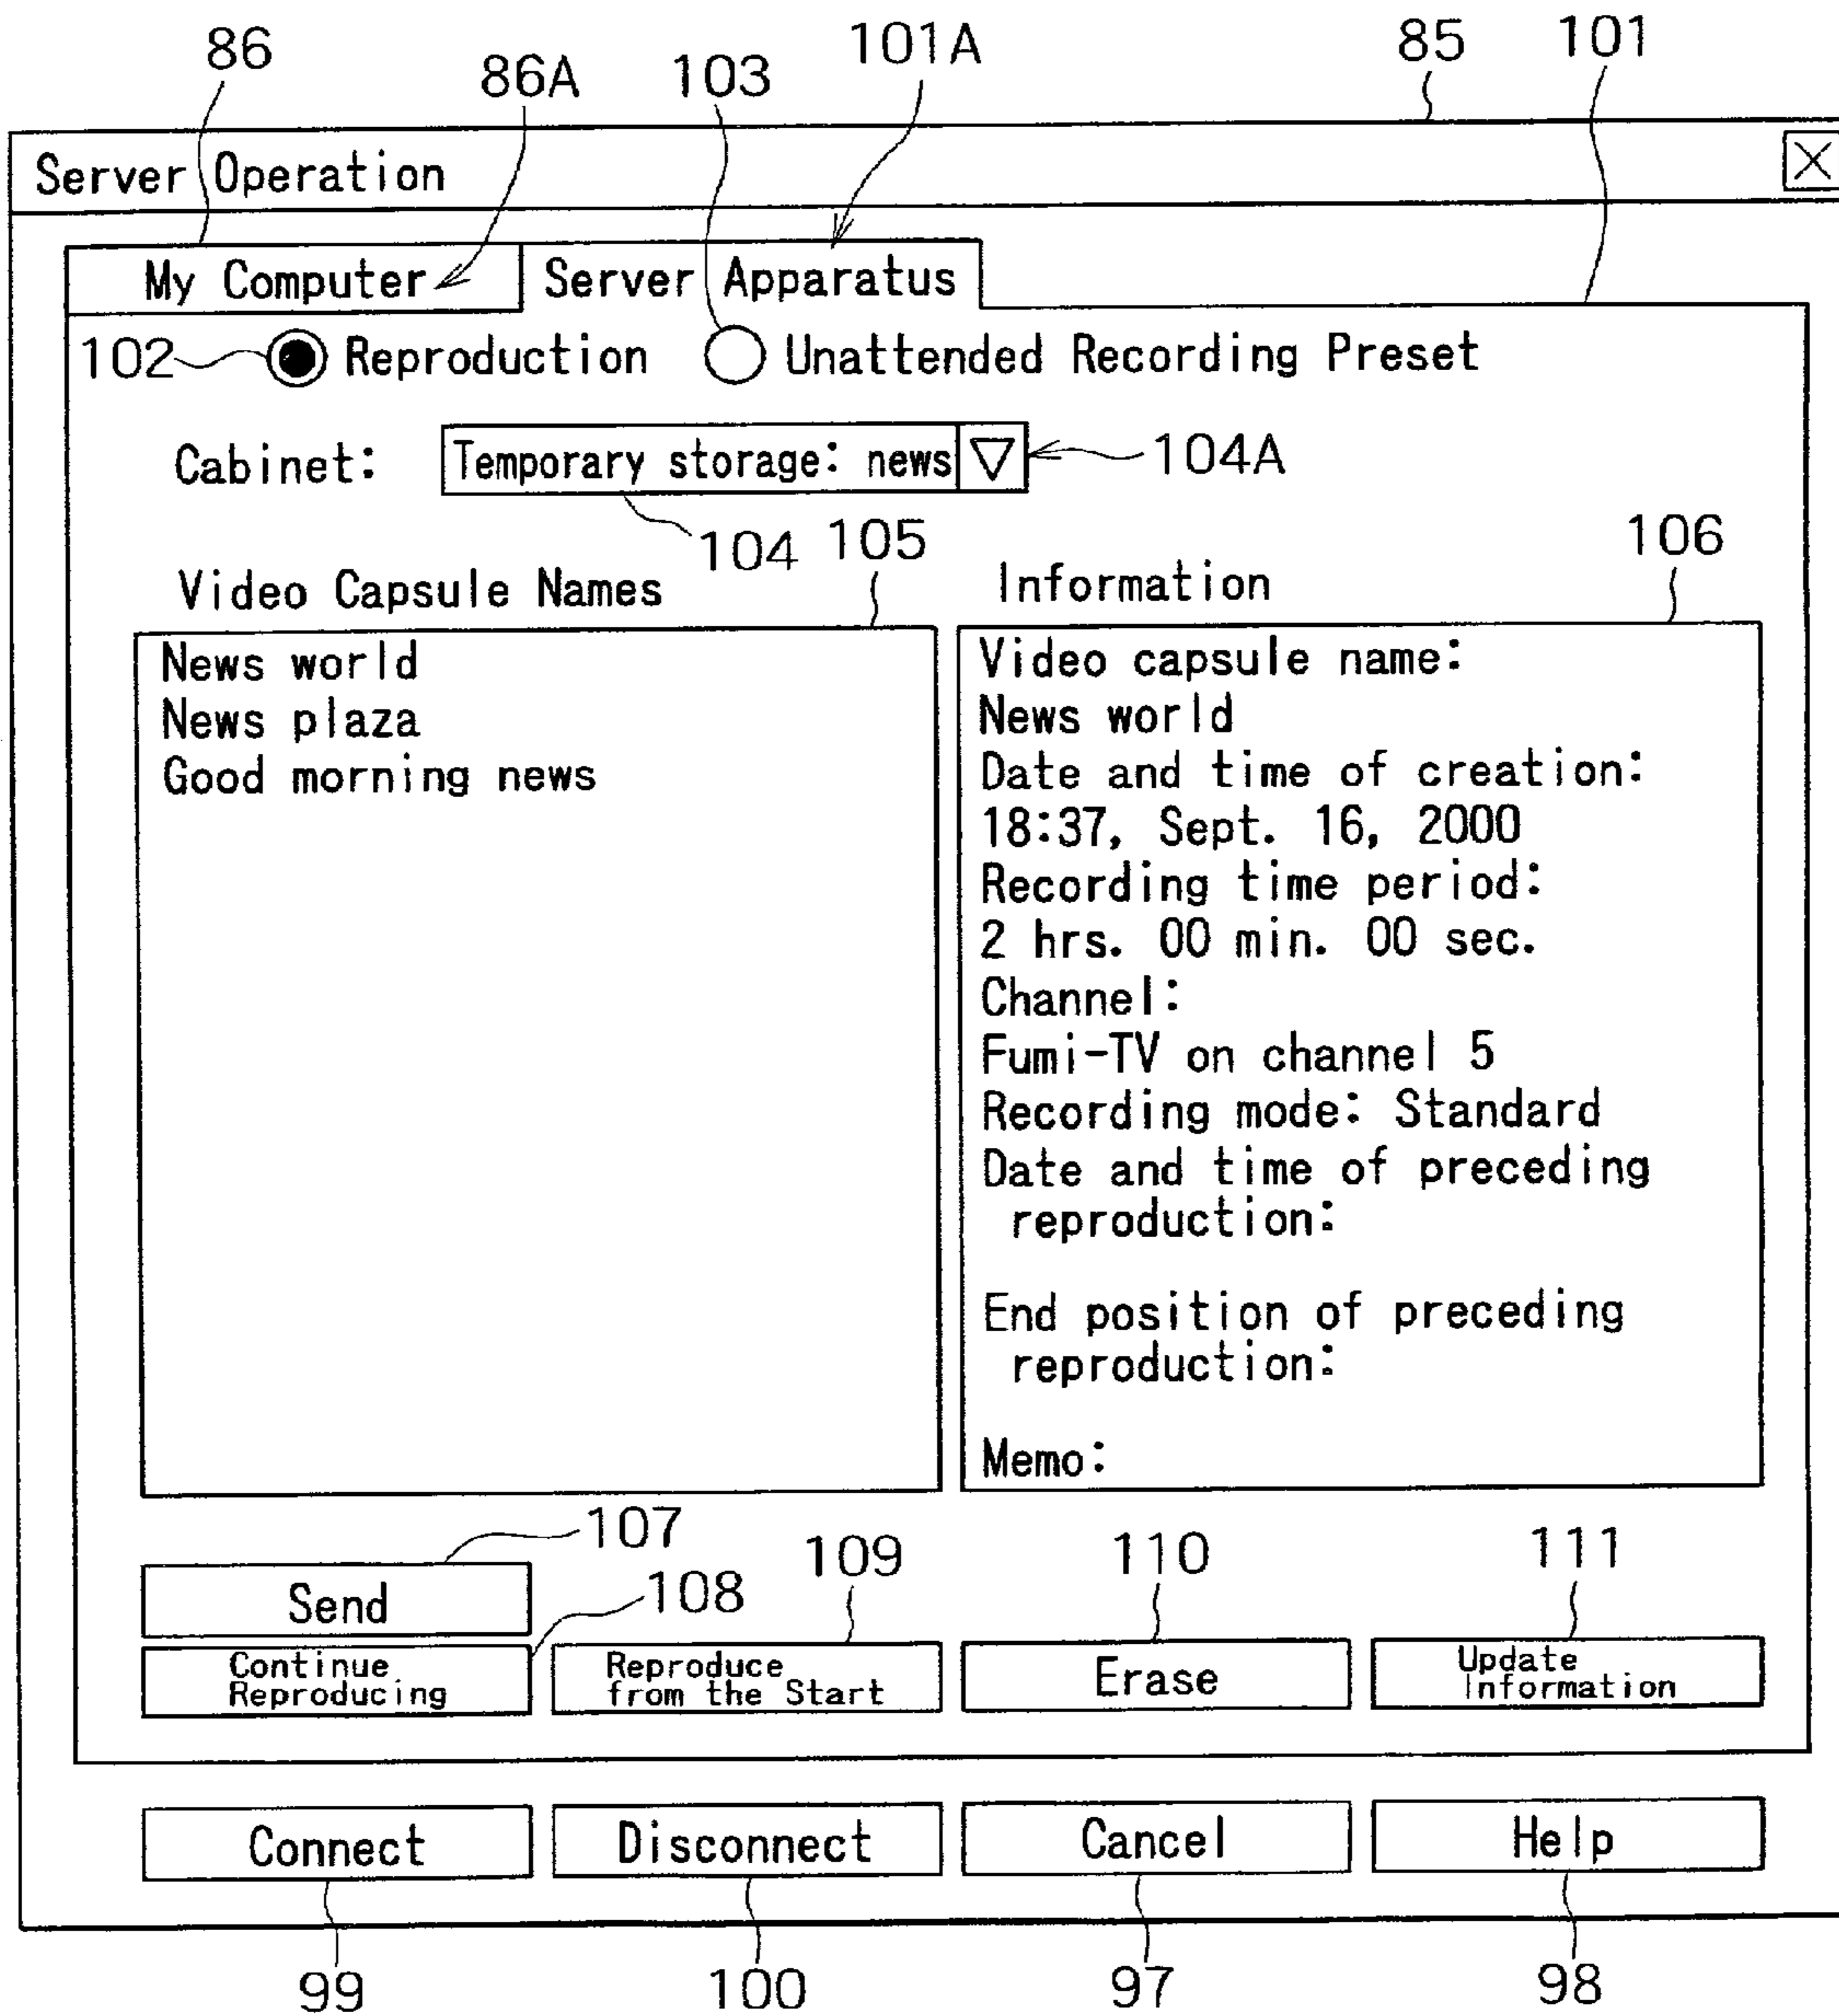 86 86A 103 101A 85 101
Server Operation
My Computer Server Apparatus
102 Reproduction Unattended Recording Preset
Cabinet: Temporary storage: news 104A
104 105 106
Video Capsule Names Information
News world
News plaza
Good morning news
Video capsule name:
News world
Date and time of creation:
18:37, Sept. 16, 2000
Recording time period:
2 hrs. 00 min. 00 sec.
Channel:
Fumi-TV on channel 5
Recording mode: Standard
Date and time of preceding
reproduction:
End position of preceding
reproduction:
Memo:
107 108 109 110 111
Send
Continue
Reproducing
Reproduce
from the Start
Erase
Update
Information
Connect Disconnect Cancel Help
99 100 97 98